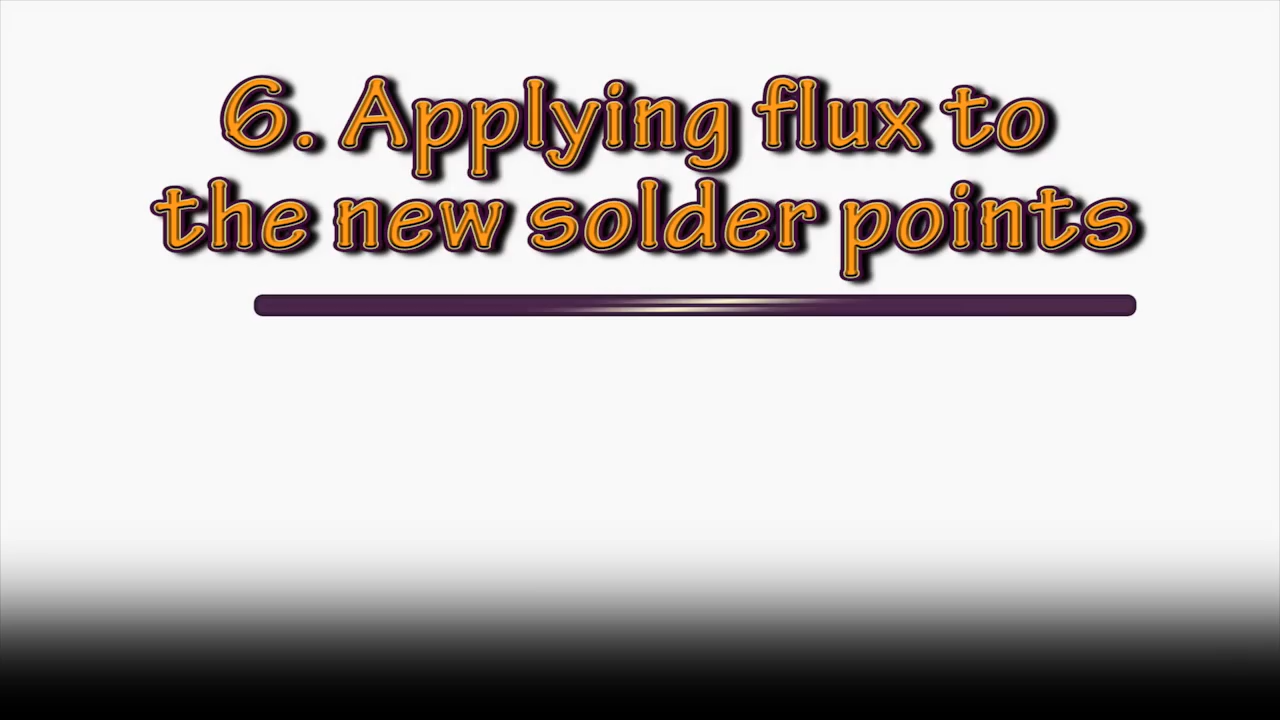 6. Applying flux to
the new solder points